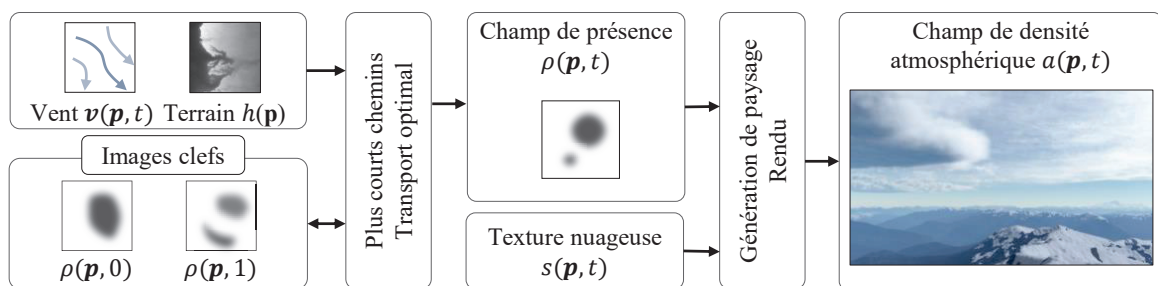 Vent v(p, t)
Terrain h(p)
Images clefs
ρ(p, 0)
ρ(p, 1)
Plus courts chemins
Transport optimal
Champ de présence
ρ(p, t)
Texture nuageuse
s(p, t)
Génération de paysage
Rendu
Champ de densité
atmosphérique a(p, t)